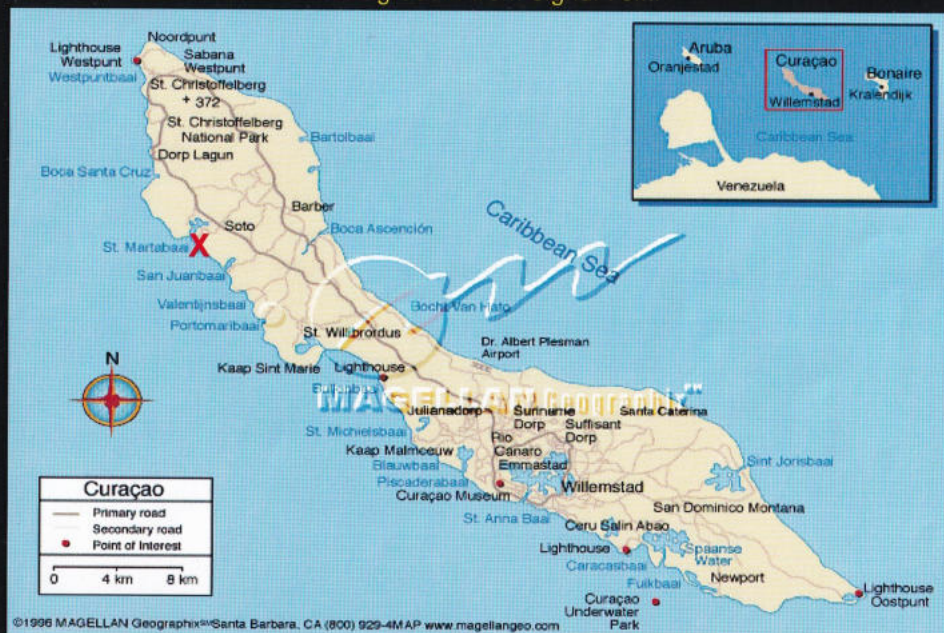 Noordpunt
Lighthouse
Westpunt
Westpuntbaai
Sabana
Westpunt
St. Christoffelberg
+ 372
St. Christoffelberg
National Park
Dorp Lagun
Bartolbaai
Boca Santa Cruz
Barber
Soto
Boca Ascención
St. Martabaai
X
San Juanbaai
Valentijnsbaai
Portomaribaai
St. Willibrordus
Bocht Van Hato
Caribbean Sea
Dr. Albert Plesman
Airport
Kaap Sint Marie
Lighthouse
Bullenbaai
MAGELLAN Geographix
Julianadorp
Suriname
Dorp
Suffisant
Dorp
Santa Caterina
St. Michielsbaai
Rio
Canaro
Kaap Malmeeuw
Emmastad
Blauwbaai
Piscaderabaai
Willemstad
Sint Jorisbaai
Curaçao Museum
San Dominico Montana
St. Anna Baai
Ceru Salin Abao
Lighthouse
Spaanse
Water
Caracasbaai
Fuikbaai
Newport
Lighthouse
Oostpunt
Curaçao
Underwater
Park
Aruba
Oranjestad
Curaçao
Willemstad
Bonaire
Kralendijk
Caribbean Sea
Venezuela
N
Curaçao
Primary road
Secondary road
Point of Interest
0 4 km 8 km
©1996 MAGELLAN Geographix℠Santa Barbara, CA (800) 929-4MAP www.magellangeo.com